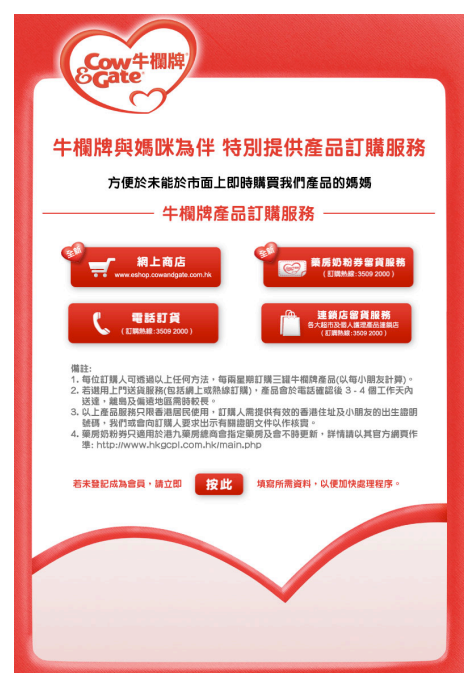 Cow牛欄牌
&Gate
牛欄牌與媽咪為伴 特別提供產品訂購服務
方便於未能於市面上即時購買我們產品的媽媽
牛欄牌產品訂購服務
全新
網上商店
www.eshop.cowandgate.com.hk
全新
藥房奶粉券留貨服務
(訂購熱線:3509 2000)
電話訂貨
(訂購熱線:3509 2000)
連鎖店留貨服務
各大超市及個人護理產品連鎖店
(訂購熱線:3509 2000)
備註:
1. 每位訂購人可透過以上任何方法，每兩星期訂購三罐牛欄牌產品(以每小朋友計算)。
2. 若選用上門送貨服務(包括網上或熱線訂購)，產品會於電話確認後 3 - 4 個工作天內
送達，離島及偏遠地區需時較長。
3. 以上產品服務只限香港居民使用，訂購人需提供有效的香港住址及小朋友的出生證明
號碼，我們或會向訂購人要求出示有關證明文件以作核實。
4. 藥房奶粉券只適用於港九藥房總商會指定藥房及會不時更新，詳情請以其官方網頁作
準: http://www.hkgcpl.com.hk/main.php
若未登記成為會員，請立即 按此 填寫所需資料，以便加快處理程序。